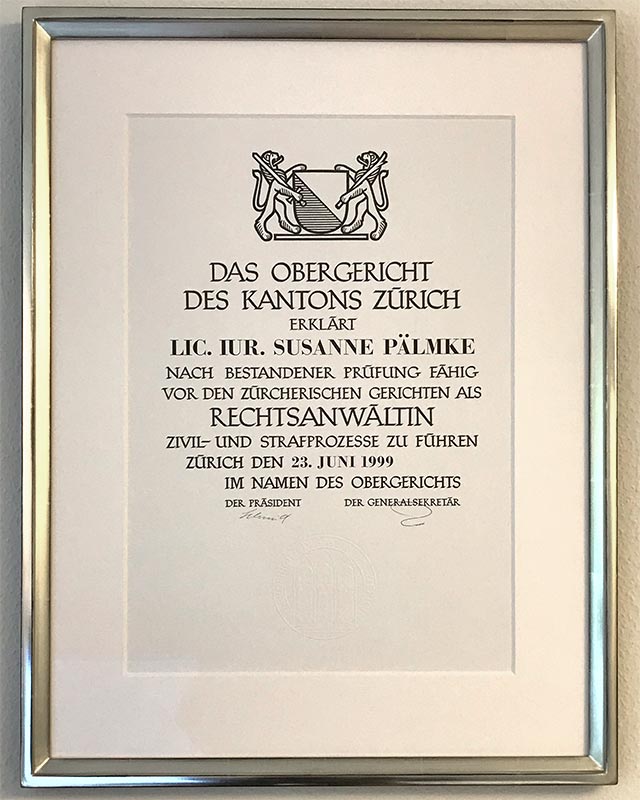 DAS OBERGERICHT
DES KANTONS ZÜRICH
ERKLÄRT
LIC. IUR. SUSANNE PÄLMKE
NACH BESTANDENER PRÜFUNG FÄHIG
VOR DEN ZÜRCHERISCHEN GERICHTEN ALS
RECHTSANWÄLTIN
ZIVIL- UND STRAFPROZESSE ZU FÜHREN
ZÜRICH DEN 23. JUNI 1999
IM NAMEN DES OBERGERICHTS
DER PRÄSIDENT DER GENERALSEKRETÄR